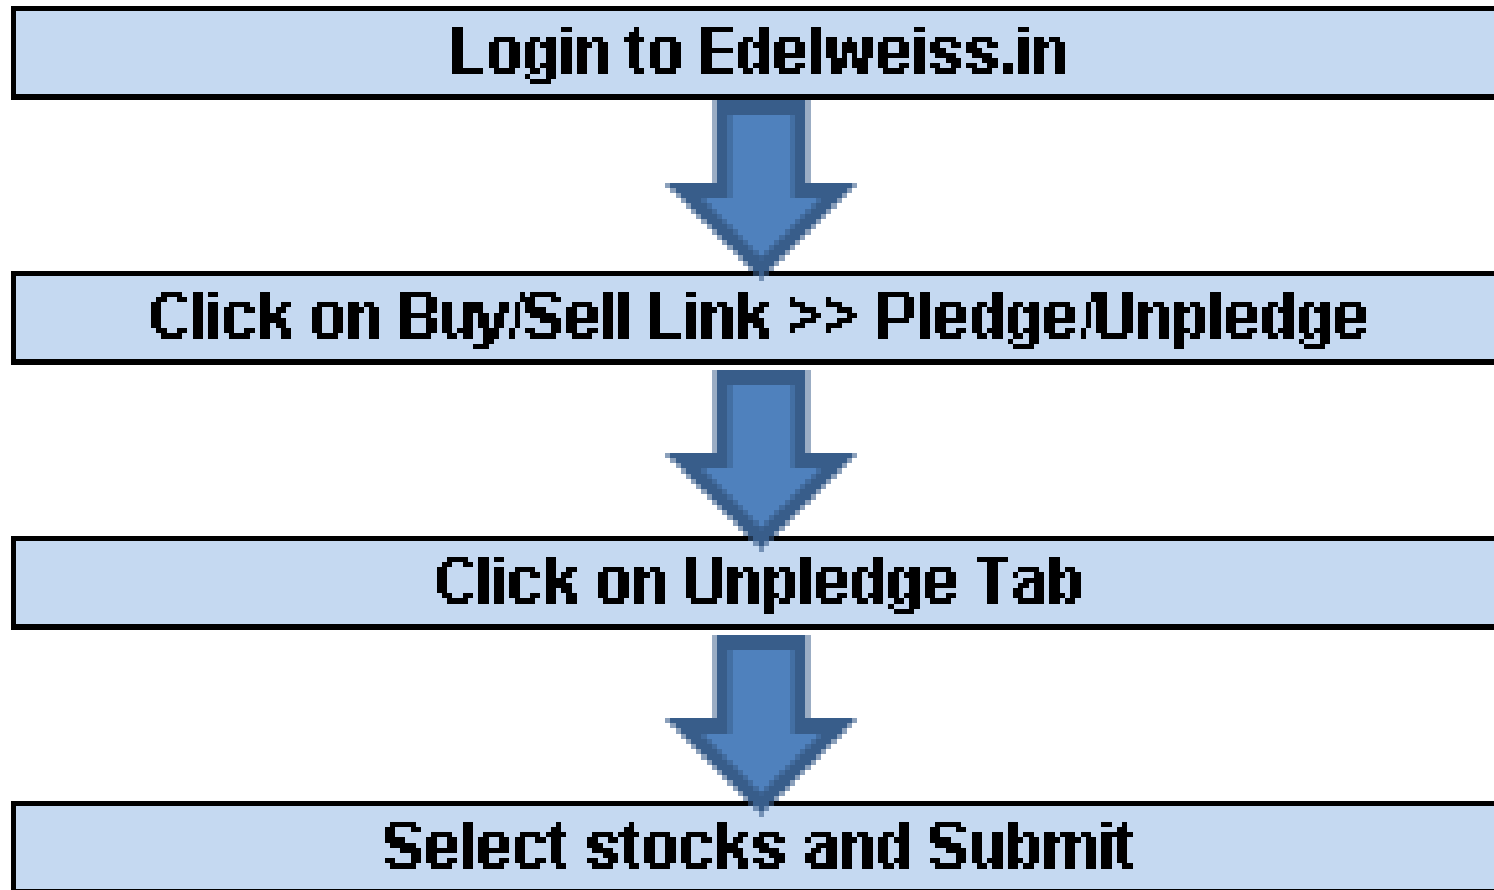 Login to Edelweiss.in
Click on Buy/Sell Link >> Pledge/Unpledge
Click on Unpledge Tab
Select stocks and Submit